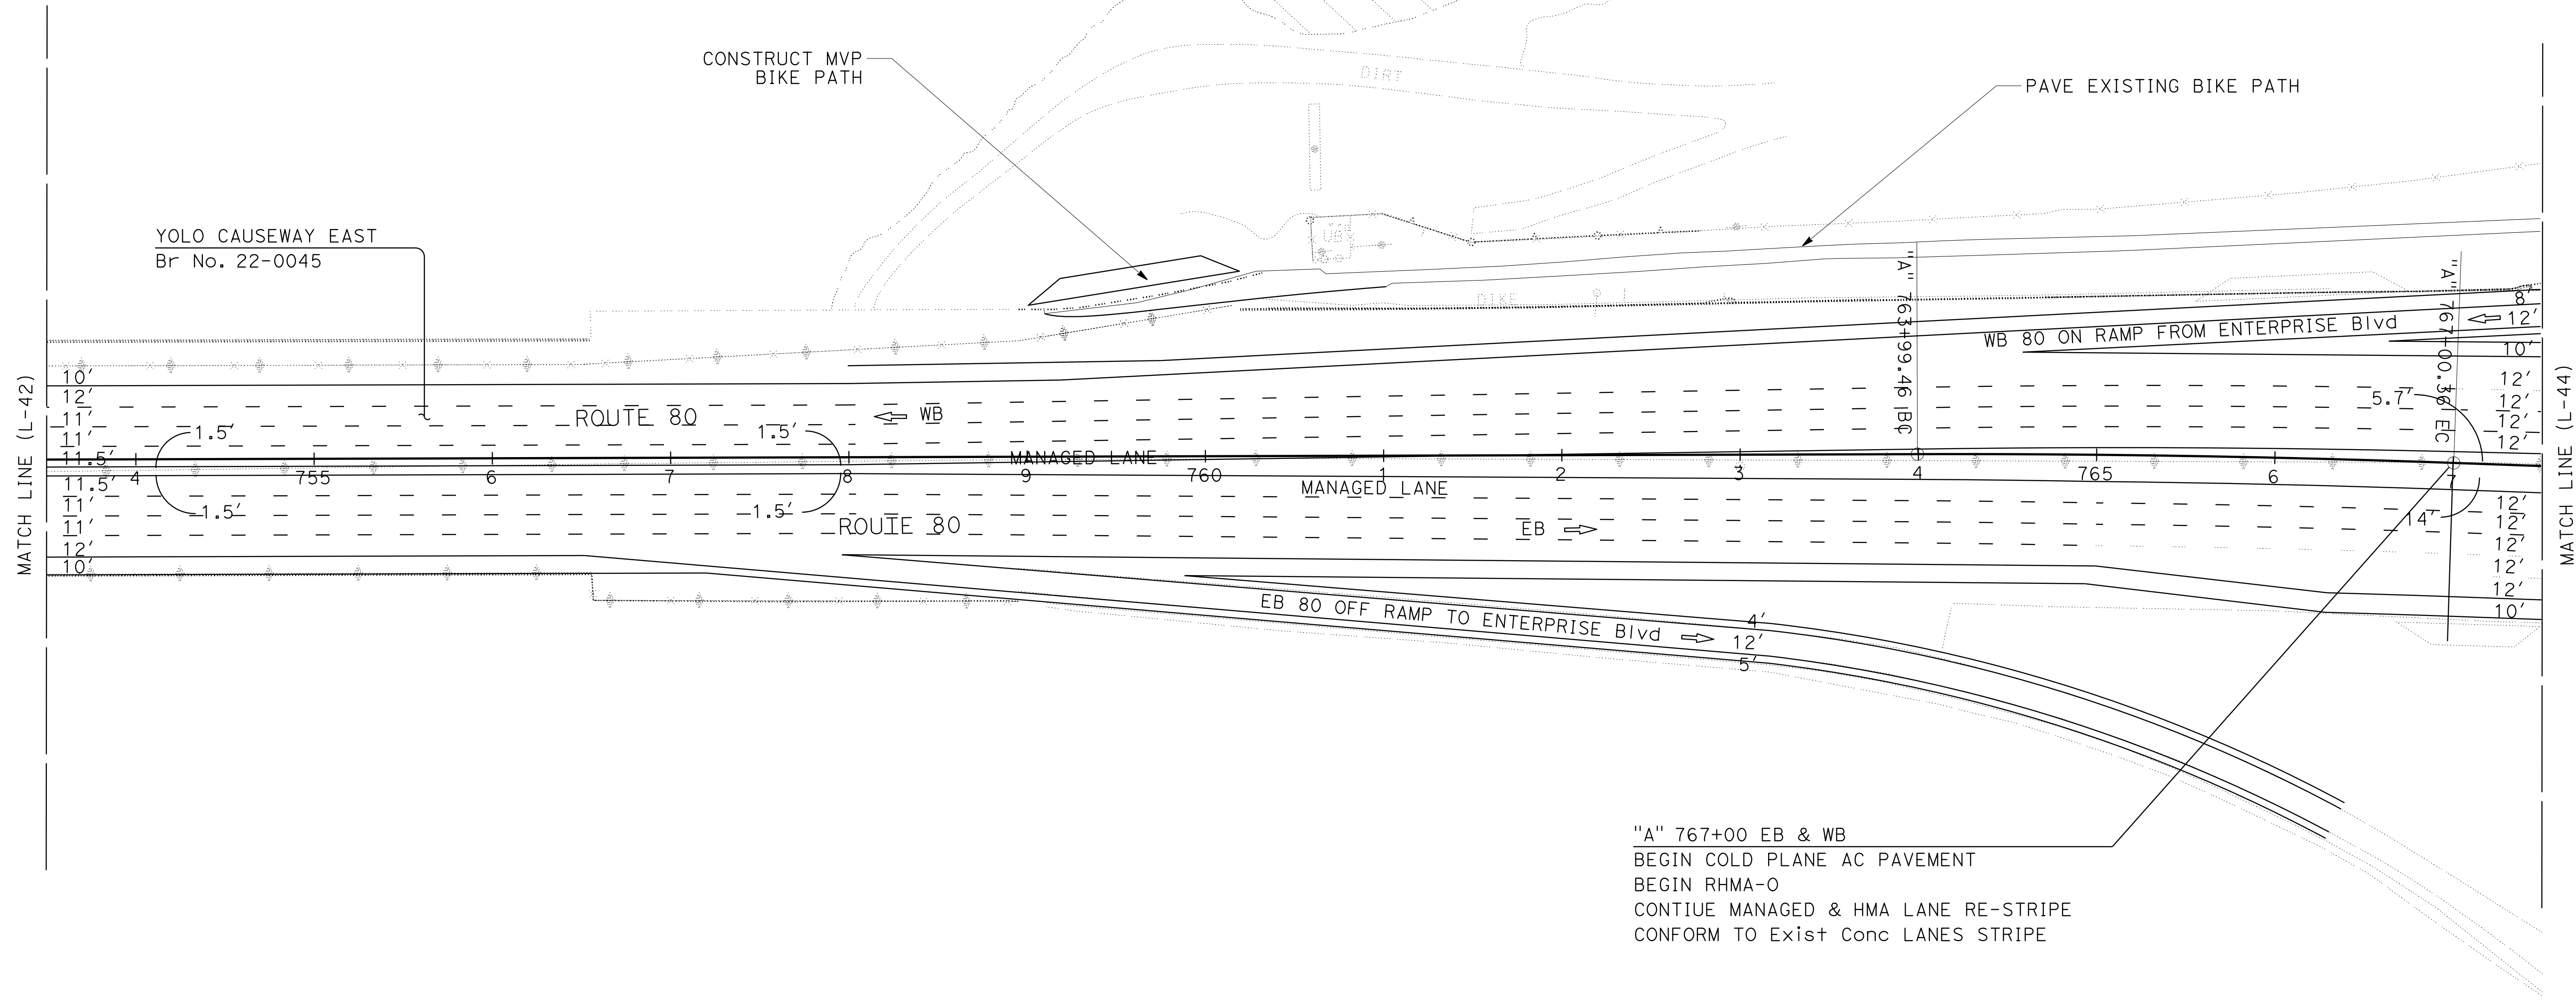 CONSTRUCT MVP
BIKE PATH
DIRT
PAVE EXISTING BIKE PATH
YOLO CAUSEWAY EAST
Br No. 22-0045
DIKE
"A" 763+99.46 BC
"A" 767+00.36 EC
WB 80 ON RAMP FROM ENTERPRISE Blvd
8'
12'
10'
MATCH LINE (L-42)
MATCH LINE (L-44)
10'
12'
11'
11'
11.5'
11.5'
11'
11'
12'
10'
1.5'
1.5'
1.5'
1.5'
ROUTE 80
WB
MANAGED LANE
4
755
6
7
8
9
760
1
2
3
4
765
6
7
MANAGED LANE
ROUTE 80
EB
5.7'
14'
12'
12'
12'
12'
12'
12'
12'
12'
12'
10'
EB 80 OFF RAMP TO ENTERPRISE Blvd
4'
12'
5'
"A" 767+00 EB & WB
BEGIN COLD PLANE AC PAVEMENT
BEGIN RHMA-O
CONTIUE MANAGED & HMA LANE RE-STRIPE
CONFORM TO Exist Conc LANES STRIPE